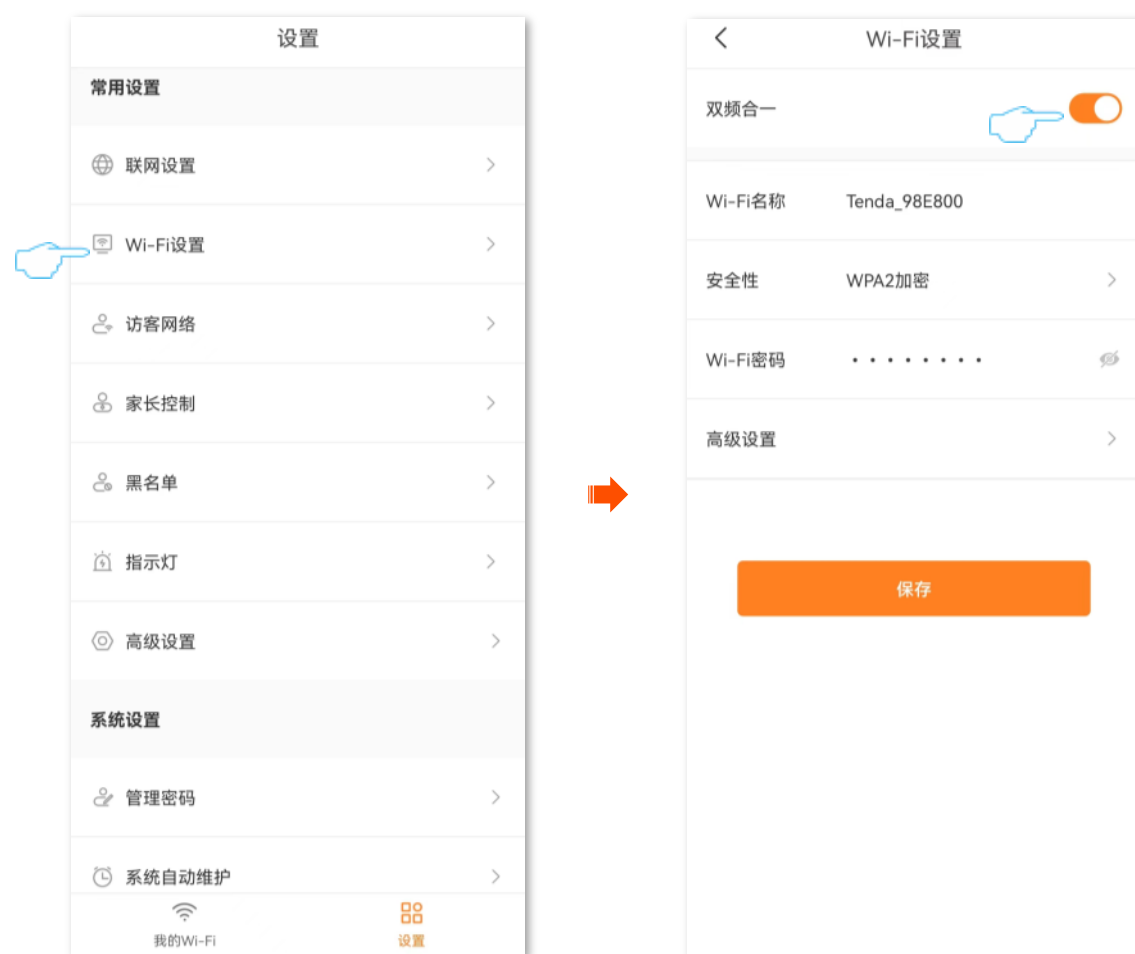 设置
常用设置
联网设置
Wi-Fi设置
访客网络
家长控制
黑名单
指示灯
高级设置
系统设置
管理密码
系统自动维护
我的Wi-Fi
设置
Wi-Fi设置
双频合一
Wi-Fi名称 Tenda_98E800
安全性 WPA2加密
Wi-Fi密码 • • • • • • • •
高级设置
保存